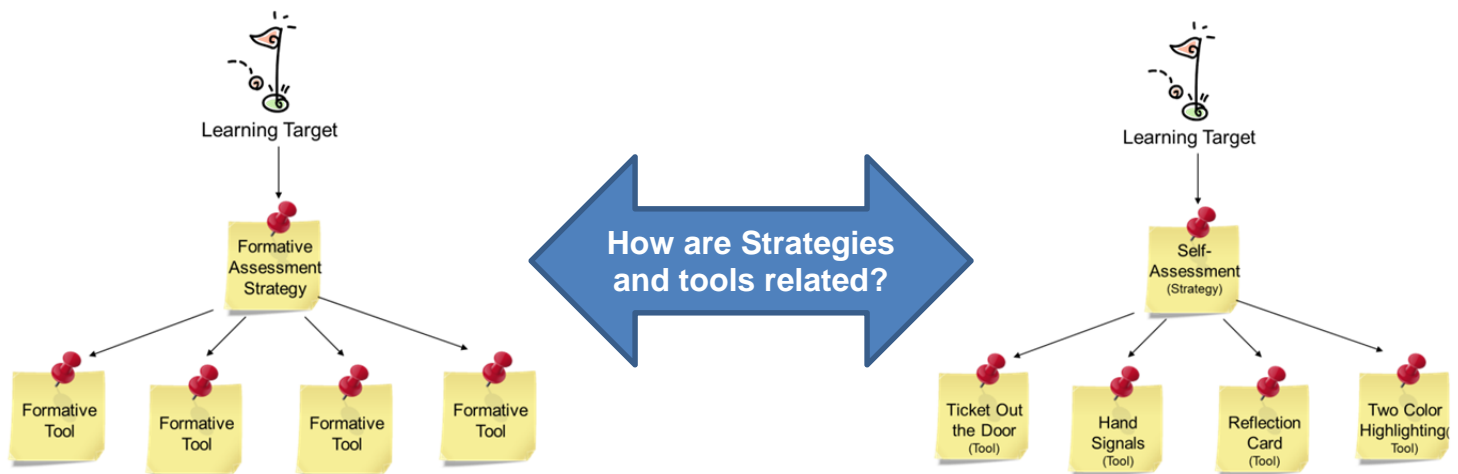 Learning Target
Formative
Assessment
Strategy
Formative
Tool
Formative
Tool
Formative
Tool
Formative
Tool
How are Strategies
and tools related?
Learning Target
Self-
Assessment
(Strategy)
Ticket Out
the Door
(Tool)
Hand
Signals
(Tool)
Reflection
Card
(Tool)
Two Color
Highlighting(
Tool)